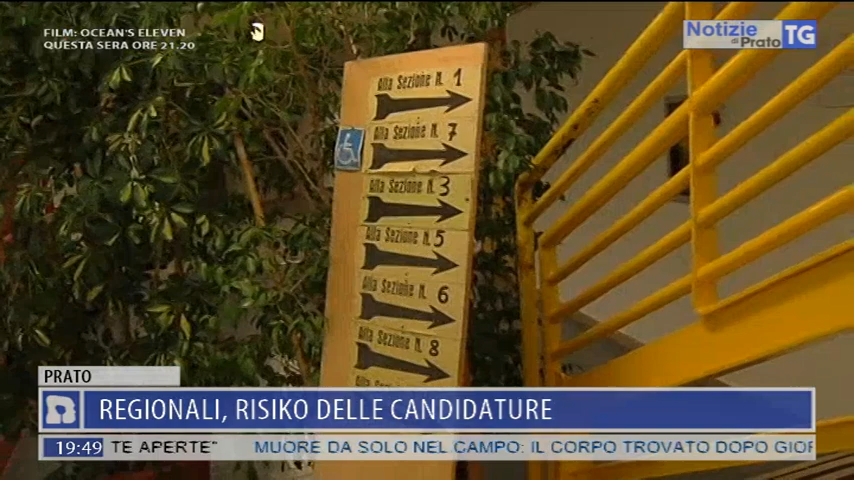 FILM: OCEAN'S ELEVEN
QUESTA SERA ORE 21.20
Notizie
di Prato
TG
Alla Sezione N. 1
Alla Sezione N. 7
Alla Sezione N. 3
Alla Sezione N. 5
Alla Sezione N. 6
Alla Sezione N. 8
PRATO
REGIONALI, RISIKO DELLE CANDIDATURE
19:49 TE APERTE" MUORE DA SOLO NEL CAMPO: IL CORPO TROVATO DOPO GIOR